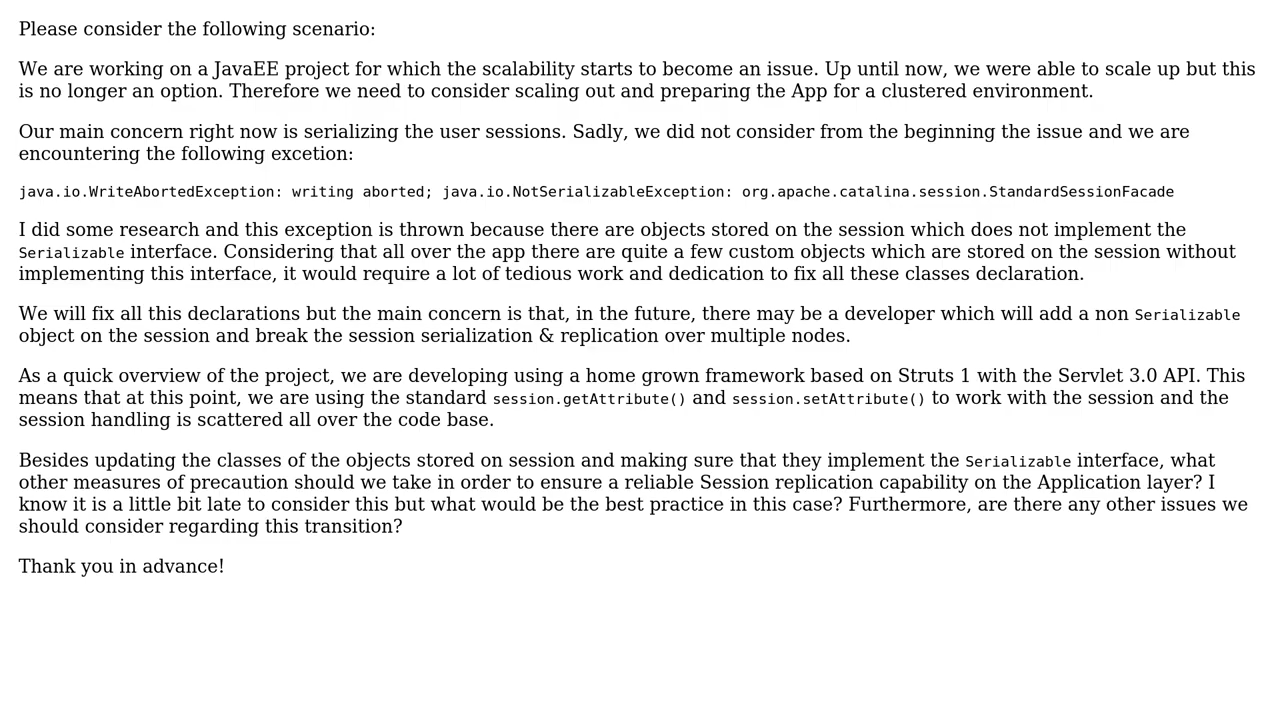 Please consider the following scenario:
We are working on a JavaEE project for which the scalability starts to become an issue. Up until now, we were able to scale up but this
is no longer an option. Therefore we need to consider scaling out and preparing the App for a clustered environment.
Our main concern right now is serializing the user sessions. Sadly, we did not consider from the beginning the issue and we are
encountering the following excetion:
java.io.WriteAbortedException: writing aborted; java.io.NotSerializableException: org.apache.catalina.session.StandardSessionFacade
I did some research and this exception is thrown because there are objects stored on the session which does not implement the
Serializable interface. Considering that all over the app there are quite a few custom objects which are stored on the session without
implementing this interface, it would require a lot of tedious work and dedication to fix all these classes declaration.
We will fix all this declarations but the main concern is that, in the future, there may be a developer which will add a non Serializable
object on the session and break the session serialization & replication over multiple nodes.
As a quick overview of the project, we are developing using a home grown framework based on Struts 1 with the Servlet 3.0 API. This
means that at this point, we are using the standard session.getAttribute() and session.setAttribute() to work with the session and the
session handling is scattered all over the code base.
Besides updating the classes of the objects stored on session and making sure that they implement the Serializable interface, what
other measures of precaution should we take in order to ensure a reliable Session replication capability on the Application layer? I
know it is a little bit late to consider this but what would be the best practice in this case? Furthermore, are there any other issues we
should consider regarding this transition?
Thank you in advance!